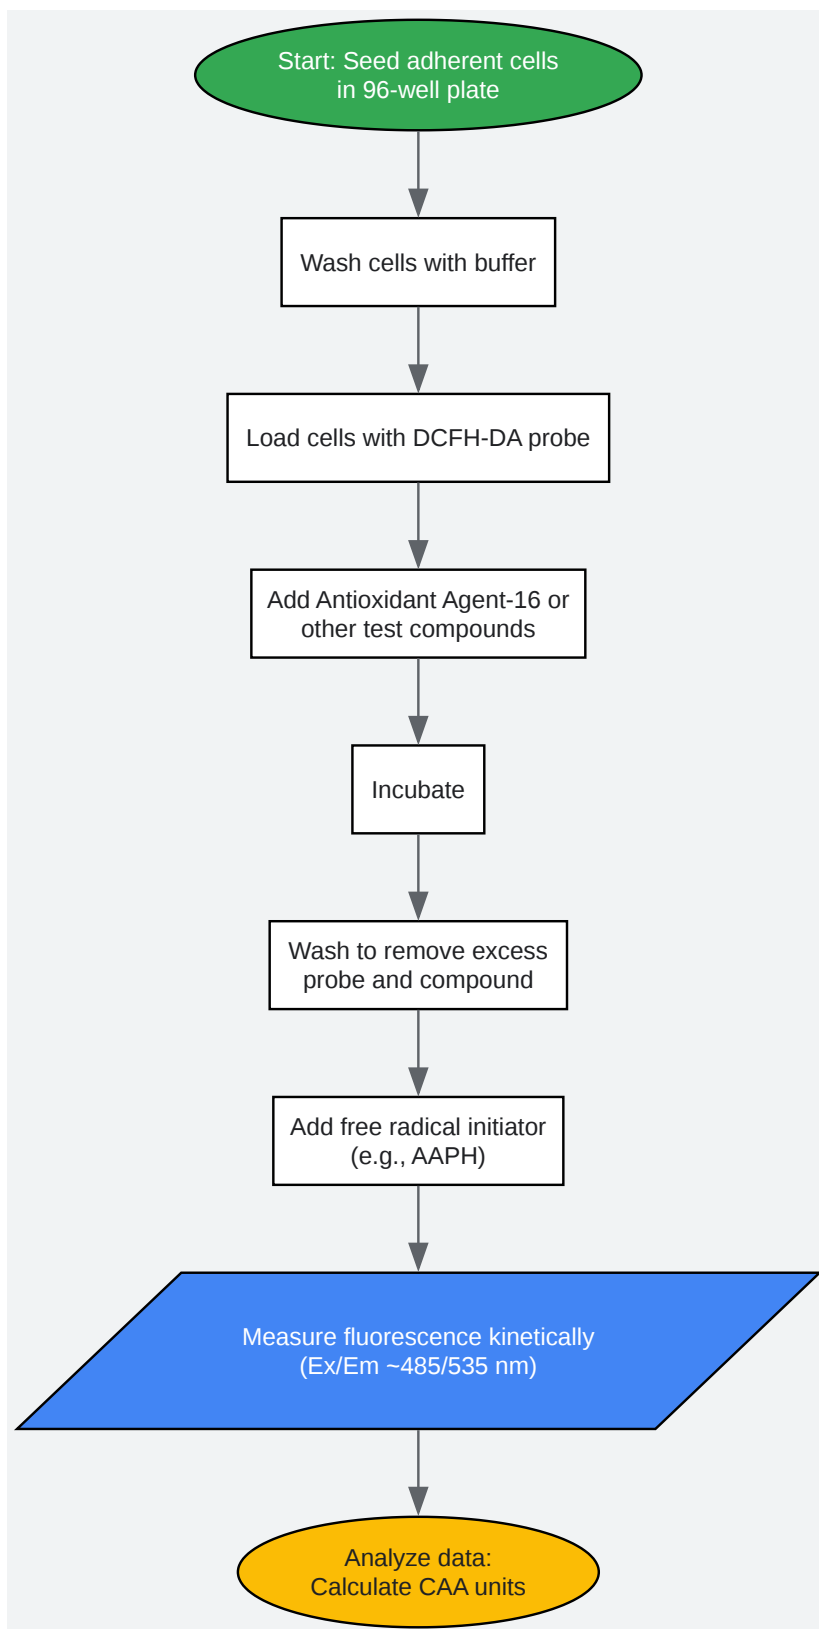 Start: Seed adherent cells
in 96-well plate
Wash cells with buffer
Load cells with DCFH-DA probe
Add Antioxidant Agent-16 or
other test compounds
Incubate
Wash to remove excess
probe and compound
Add free radical initiator
(e.g., AAPH)
Measure fluorescence kinetically
(Ex/Em ~485/535 nm)
Analyze data:
Calculate CAA units